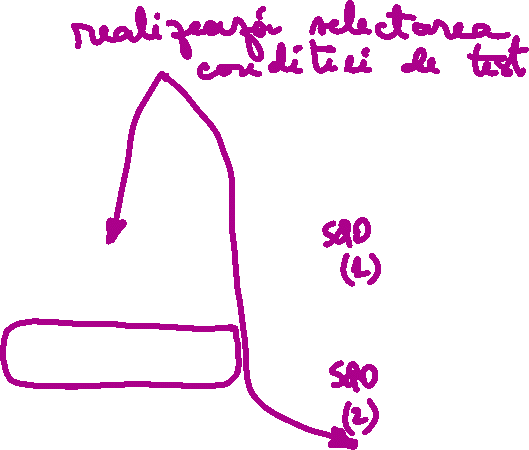 realizează selectarea
condiției de test
sau
(1)
sau
(2)